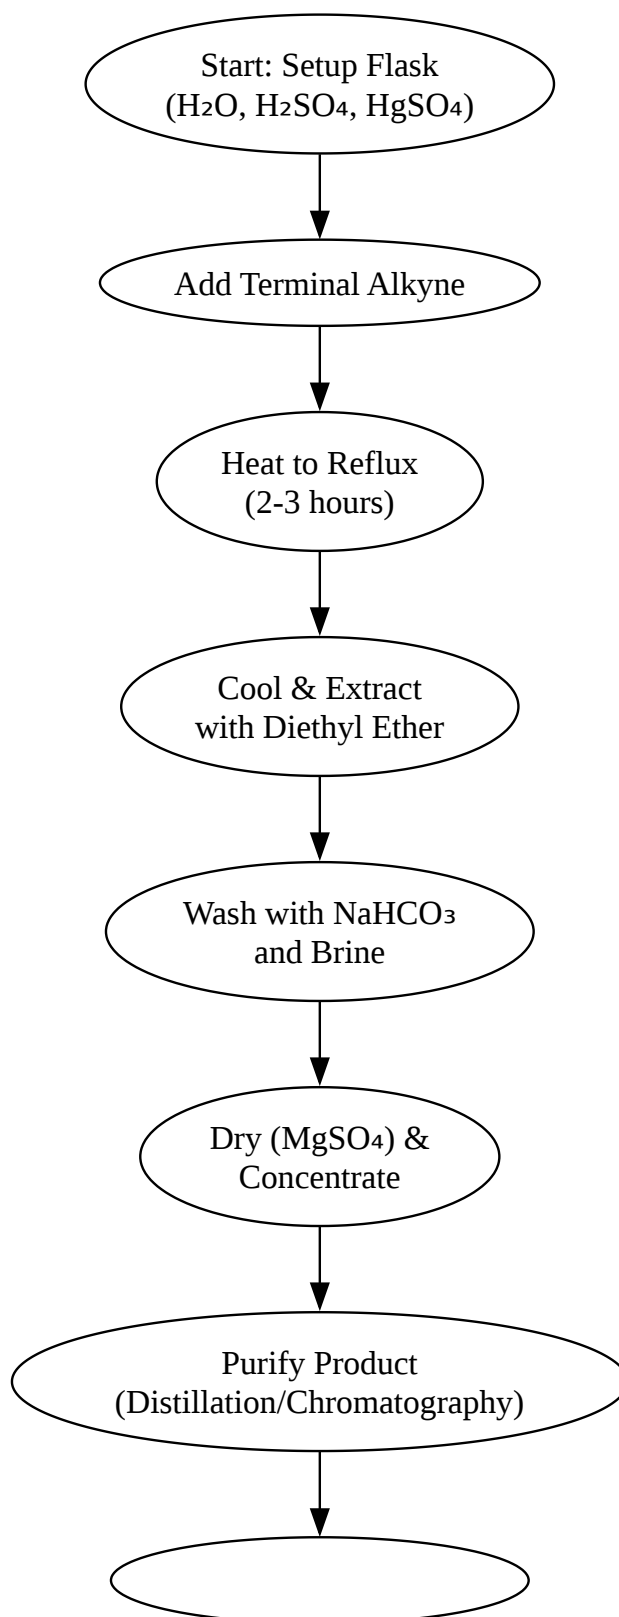 Start: Setup Flask
(H₂O, H₂SO₄, HgSO₄)
Add Terminal Alkyne
Heat to Reflux
(2-3 hours)
Cool & Extract
with Diethyl Ether
Wash with NaHCO₃
and Brine
Dry (MgSO₄) &
Concentrate
Purify Product
(Distillation/Chromatography)